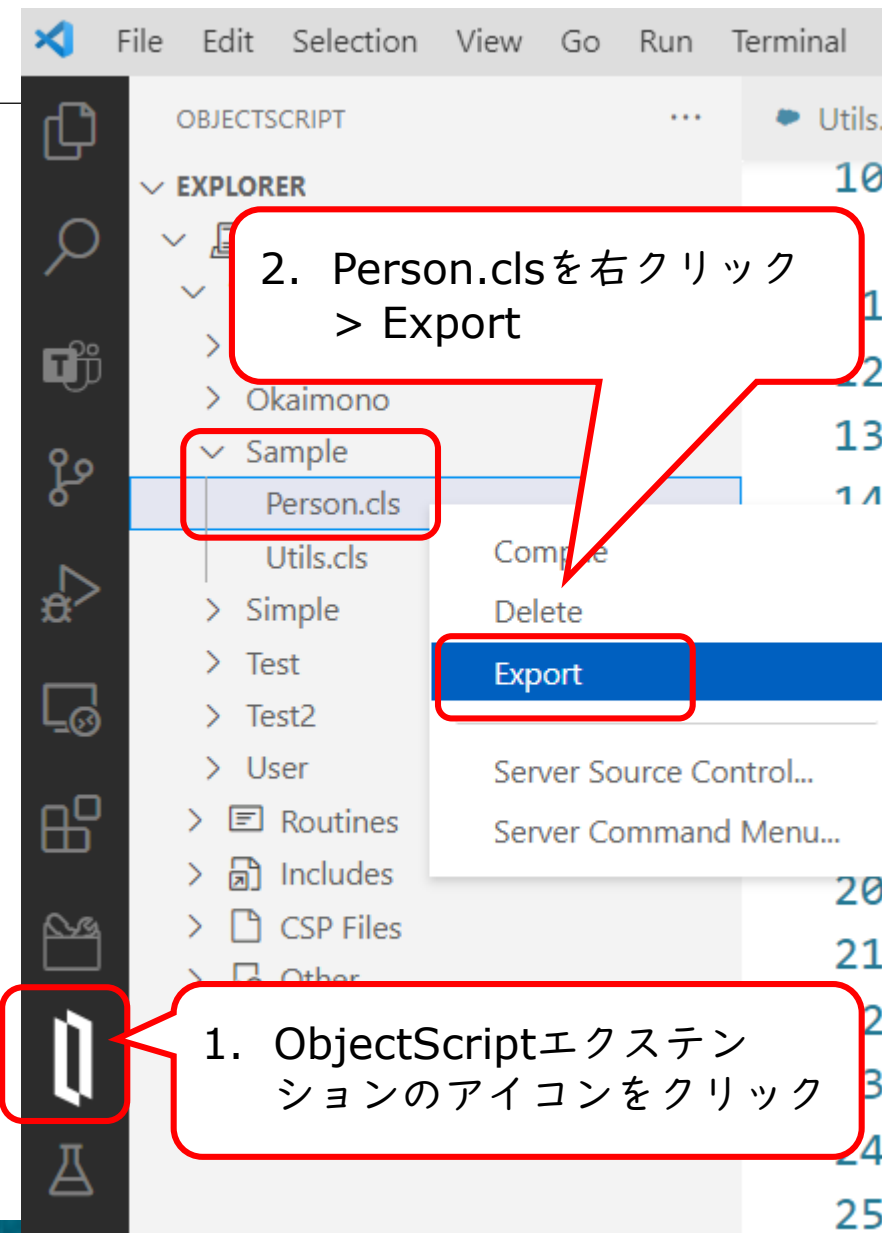 File Edit Selection View Go Run Terminal
OBJECTSCRIPT ... Utils.
EXPLORER
10
2. Person.clsを右クリック
> Export
Okaimono
13
Sample
14
Person.cls
Utils.cls
Compile
Simple
Delete
Test
Export
Test2
User
Server Source Control...
Routines
Server Command Menu...
Includes
20
CSP Files
21
Other
1. ObjectScriptエクステン
ションのアイコンをクリック
24
25